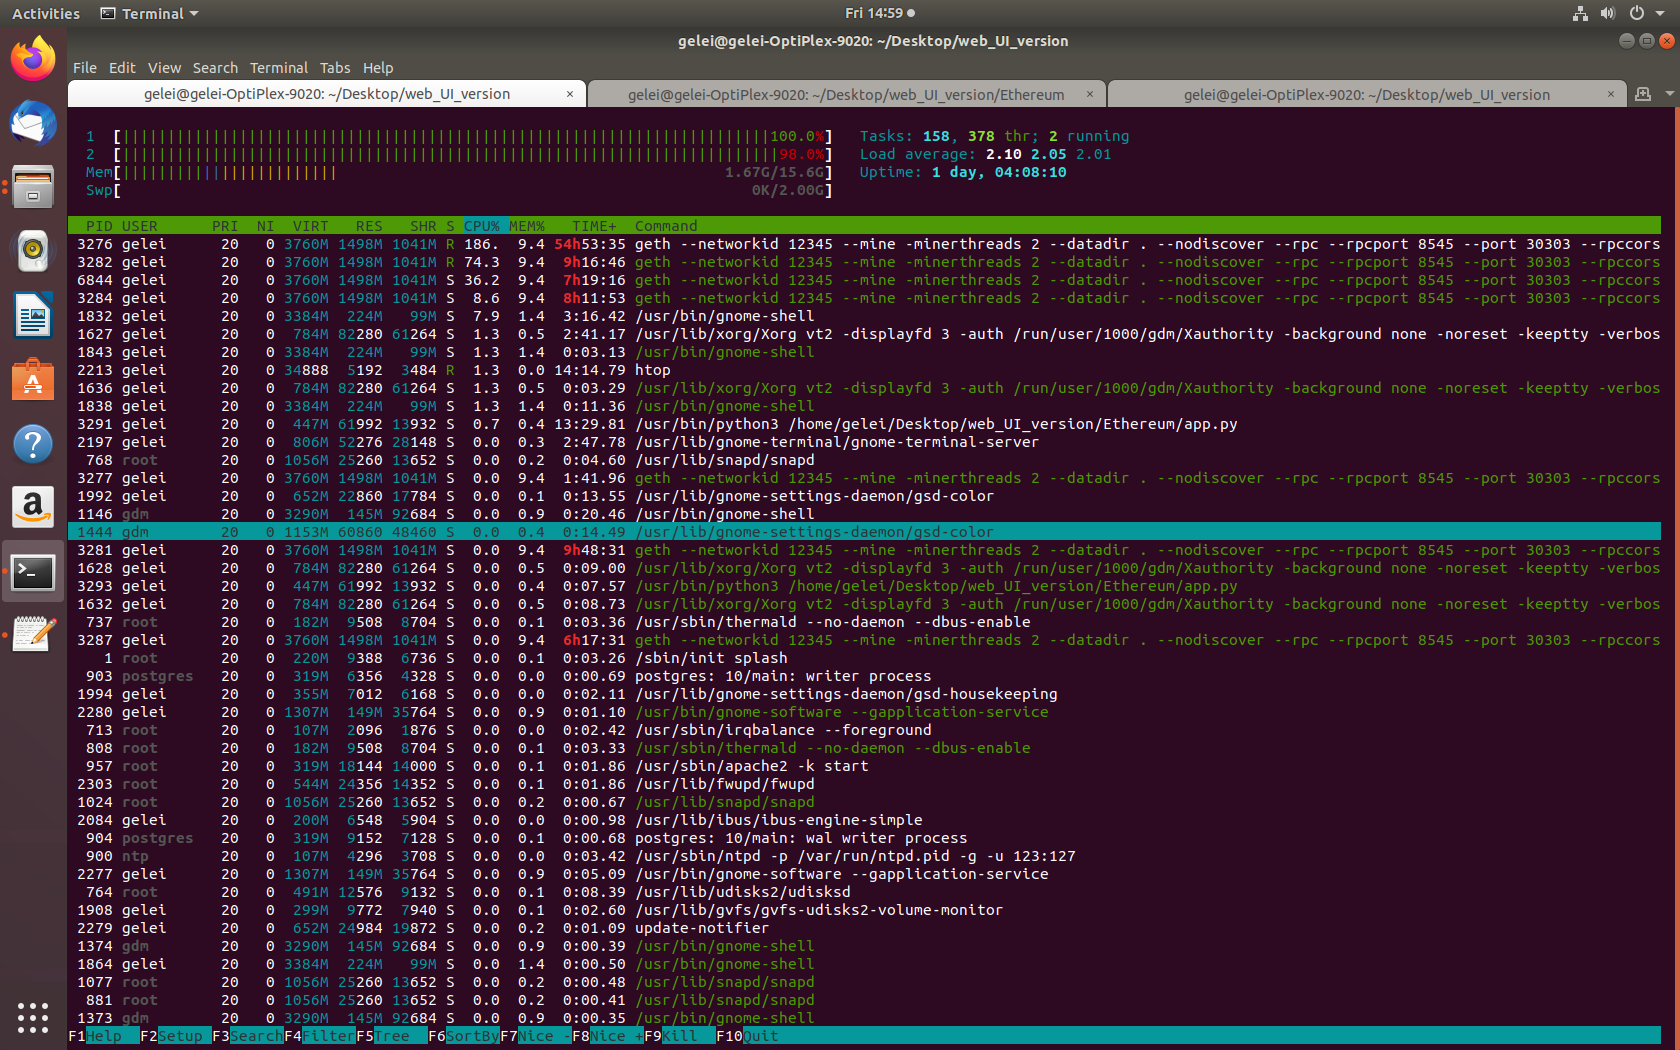 Activities Terminal Fri 14:59
gelei@gelei-OptiPlex-9020: ~/Desktop/web_UI_version
File Edit View Search Terminal Tabs Help
gelei@gelei-OptiPlex-9020: ~/Desktop/web_UI_version × gelei@gelei-OptiPlex-9020: ~/Desktop/web_UI_version/Ethereum × gelei@gelei-OptiPlex-9020: ~/Desktop/web_UI_version ×
1 [||||||||||||||||||||||||||||||||||||||||||||||||||||||||||||||||||||||||100.0%] Tasks: 158, 378 thr; 2 running
2 [|||||||||||||||||||||||||||||||||||||||||||||||||||||||||||||||||||||||||98.0%] Load average: 2.10 2.05 2.01
Mem[|||||||||||||||||||||||| 1.67G/15.6G] Uptime: 1 day, 04:08:10
Swp[ 0K/2.00G]
PID USER PRI NI VIRT RES SHR S CPU% MEM% TIME+ Command
3276 gelei 20 0 3760M 1498M 1041M R 186. 9.4 54h53:35 geth --networkid 12345 --mine -minerthreads 2 --datadir . --nodiscover --rpc --rpcport 8545 --port 30303 --rpccors
3282 gelei 20 0 3760M 1498M 1041M R 74.3 9.4 9h16:46 geth --networkid 12345 --mine -minerthreads 2 --datadir . --nodiscover --rpc --rpcport 8545 --port 30303 --rpccors
6844 gelei 20 0 3760M 1498M 1041M S 36.2 9.4 7h19:16 geth --networkid 12345 --mine -minerthreads 2 --datadir . --nodiscover --rpc --rpcport 8545 --port 30303 --rpccors
3284 gelei 20 0 3760M 1498M 1041M S 8.6 9.4 8h11:53 geth --networkid 12345 --mine -minerthreads 2 --datadir . --nodiscover --rpc --rpcport 8545 --port 30303 --rpccors
1832 gelei 20 0 3384M 224M 99M S 7.9 1.4 3:16.42 /usr/bin/gnome-shell
1627 gelei 20 0 784M 82280 61264 S 1.3 0.5 2:41.17 /usr/lib/xorg/Xorg vt2 -displayfd 3 -auth /run/user/1000/gdm/Xauthority -background none -noreset -keeptty -verbos
1843 gelei 20 0 3384M 224M 99M S 1.3 1.4 0:03.13 /usr/bin/gnome-shell
2213 gelei 20 0 34888 5192 3484 R 1.3 0.0 14:14.79 htop
1636 gelei 20 0 784M 82280 61264 S 1.3 0.5 0:03.29 /usr/lib/xorg/Xorg vt2 -displayfd 3 -auth /run/user/1000/gdm/Xauthority -background none -noreset -keeptty -verbos
1838 gelei 20 0 3384M 224M 99M S 1.3 1.4 0:11.36 /usr/bin/gnome-shell
3291 gelei 20 0 447M 61992 13932 S 0.7 0.4 13:29.81 /usr/bin/python3 /home/gelei/Desktop/web_UI_version/Ethereum/app.py
2197 gelei 20 0 806M 52276 28148 S 0.0 0.3 2:47.78 /usr/lib/gnome-terminal/gnome-terminal-server
768 root 20 0 1056M 25260 13652 S 0.0 0.2 0:04.60 /usr/lib/snapd/snapd
3277 gelei 20 0 3760M 1498M 1041M S 0.0 9.4 1:41.96 geth --networkid 12345 --mine -minerthreads 2 --datadir . --nodiscover --rpc --rpcport 8545 --port 30303 --rpccors
1992 gelei 20 0 652M 22860 17784 S 0.0 0.1 0:13.55 /usr/lib/gnome-settings-daemon/gsd-color
1146 gdm 20 0 3290M 145M 92684 S 0.0 0.9 0:20.46 /usr/bin/gnome-shell
1444 gdm 20 0 1153M 60860 48460 S 0.0 0.4 0:14.49 /usr/lib/gnome-settings-daemon/gsd-color
3281 gelei 20 0 3760M 1498M 1041M S 0.0 9.4 9h48:31 geth --networkid 12345 --mine -minerthreads 2 --datadir . --nodiscover --rpc --rpcport 8545 --port 30303 --rpccors
1628 gelei 20 0 784M 82280 61264 S 0.0 0.5 0:09.00 /usr/lib/xorg/Xorg vt2 -displayfd 3 -auth /run/user/1000/gdm/Xauthority -background none -noreset -keeptty -verbos
3293 gelei 20 0 447M 61992 13932 S 0.0 0.4 0:07.57 /usr/bin/python3 /home/gelei/Desktop/web_UI_version/Ethereum/app.py
1632 gelei 20 0 784M 82280 61264 S 0.0 0.5 0:08.73 /usr/lib/xorg/Xorg vt2 -displayfd 3 -auth /run/user/1000/gdm/Xauthority -background none -noreset -keeptty -verbos
737 root 20 0 182M 9508 8704 S 0.0 0.1 0:03.36 /usr/sbin/thermald --no-daemon --dbus-enable
3287 gelei 20 0 3760M 1498M 1041M S 0.0 9.4 6h17:31 geth --networkid 12345 --mine -minerthreads 2 --datadir . --nodiscover --rpc --rpcport 8545 --port 30303 --rpccors
1 root 20 0 220M 9388 6736 S 0.0 0.1 0:03.26 /sbin/init splash
903 postgres 20 0 319M 6356 4328 S 0.0 0.0 0:00.69 postgres: 10/main: writer process
1994 gelei 20 0 355M 7012 6168 S 0.0 0.0 0:02.11 /usr/lib/gnome-settings-daemon/gsd-housekeeping
2280 gelei 20 0 1307M 149M 35764 S 0.0 0.9 0:01.10 /usr/bin/gnome-software --gapplication-service
713 root 20 0 107M 2096 1876 S 0.0 0.0 0:02.42 /usr/sbin/irqbalance --foreground
808 root 20 0 182M 9508 8704 S 0.0 0.1 0:03.33 /usr/sbin/thermald --no-daemon --dbus-enable
957 root 20 0 319M 18144 14000 S 0.0 0.1 0:01.86 /usr/sbin/apache2 -k start
2303 root 20 0 544M 24356 14352 S 0.0 0.1 0:01.86 /usr/lib/fwupd/fwupd
1024 root 20 0 1056M 25260 13652 S 0.0 0.2 0:00.67 /usr/lib/snapd/snapd
2084 gelei 20 0 200M 6548 5904 S 0.0 0.0 0:00.98 /usr/lib/ibus/ibus-engine-simple
904 postgres 20 0 319M 9152 7128 S 0.0 0.1 0:00.68 postgres: 10/main: wal writer process
900 ntp 20 0 107M 4296 3708 S 0.0 0.0 0:03.42 /usr/sbin/ntpd -p /var/run/ntpd.pid -g -u 123:127
2277 gelei 20 0 1307M 149M 35764 S 0.0 0.9 0:05.09 /usr/bin/gnome-software --gapplication-service
764 root 20 0 491M 12576 9132 S 0.0 0.1 0:08.39 /usr/lib/udisks2/udisksd
1908 gelei 20 0 299M 9772 7940 S 0.0 0.1 0:02.60 /usr/lib/gvfs/gvfs-udisks2-volume-monitor
2279 gelei 20 0 652M 24984 19872 S 0.0 0.2 0:01.09 update-notifier
1374 gdm 20 0 3290M 145M 92684 S 0.0 0.9 0:00.39 /usr/bin/gnome-shell
1864 gelei 20 0 3384M 224M 99M S 0.0 1.4 0:00.50 /usr/bin/gnome-shell
1077 root 20 0 1056M 25260 13652 S 0.0 0.2 0:00.48 /usr/lib/snapd/snapd
881 root 20 0 1056M 25260 13652 S 0.0 0.2 0:00.41 /usr/lib/snapd/snapd
1373 gdm 20 0 3290M 145M 92684 S 0.0 0.9 0:00.35 /usr/bin/gnome-shell
F1Help F2Setup F3SearchF4FilterF5Tree F6SortByF7Nice -F8Nice +F9Kill F10Quit